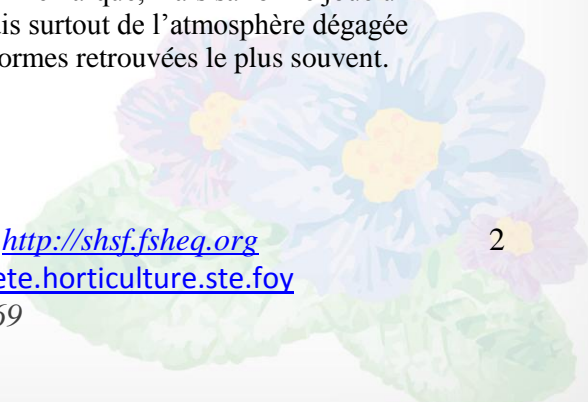 is surtout de l’atmosphère dégagée
ormes retrouvées le plus souvent.
http://shsf.fsheq.org 2
ete.horticulture.ste.foy
69